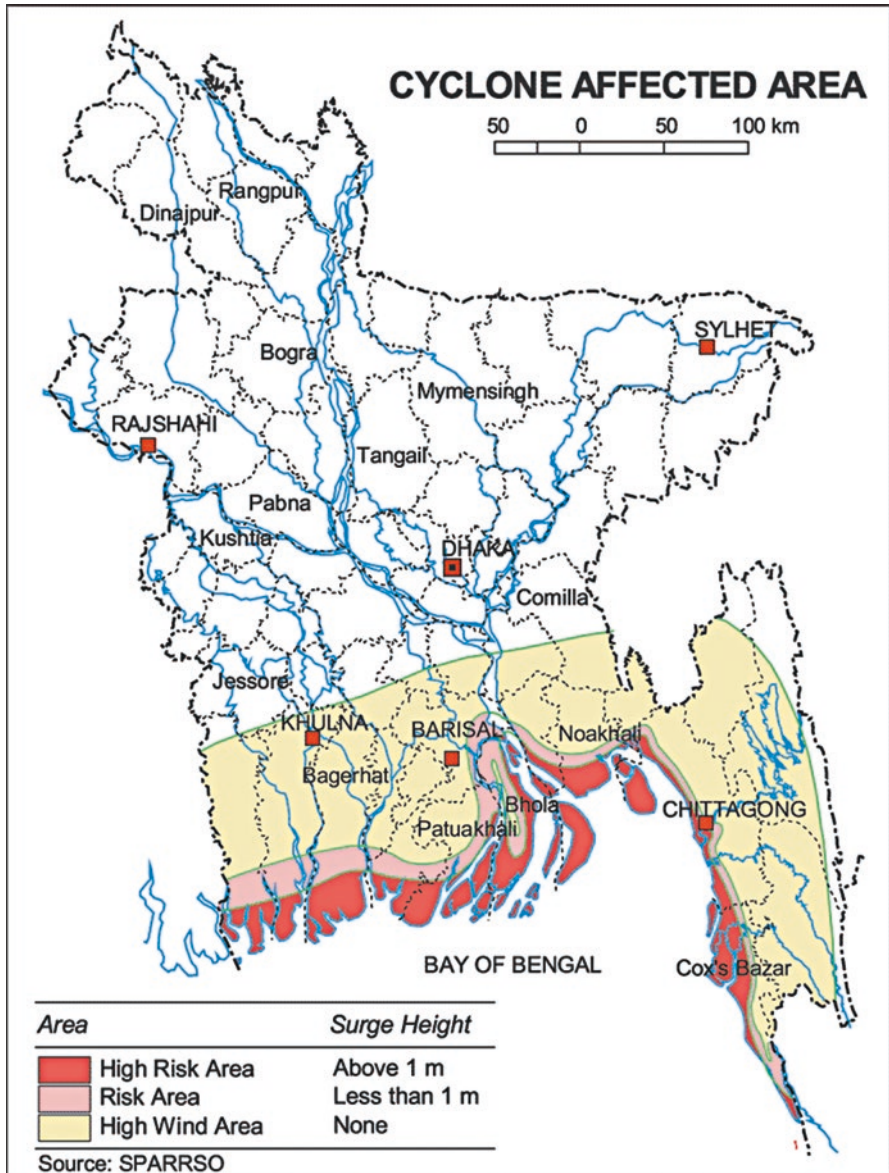 CYCLONE AFFECTED AREA
50 0 50 100 km
Rangpur
Dinajpur
SYLHET
Bogra
Mymensingh
RAJSHAHI
Tangail
Pabna
Kushtia
DHAKA
Comilla
Jessore
KHULNA
BARISAL
Noakhali
Bagerhat
Bhola
CHITTAGONG
Patuakhali
BAY OF BENGAL
Cox's Bazar
Area Surge Height
High Risk Area Above 1 m
Risk Area Less than 1 m
High Wind Area None
Source: SPARRSO